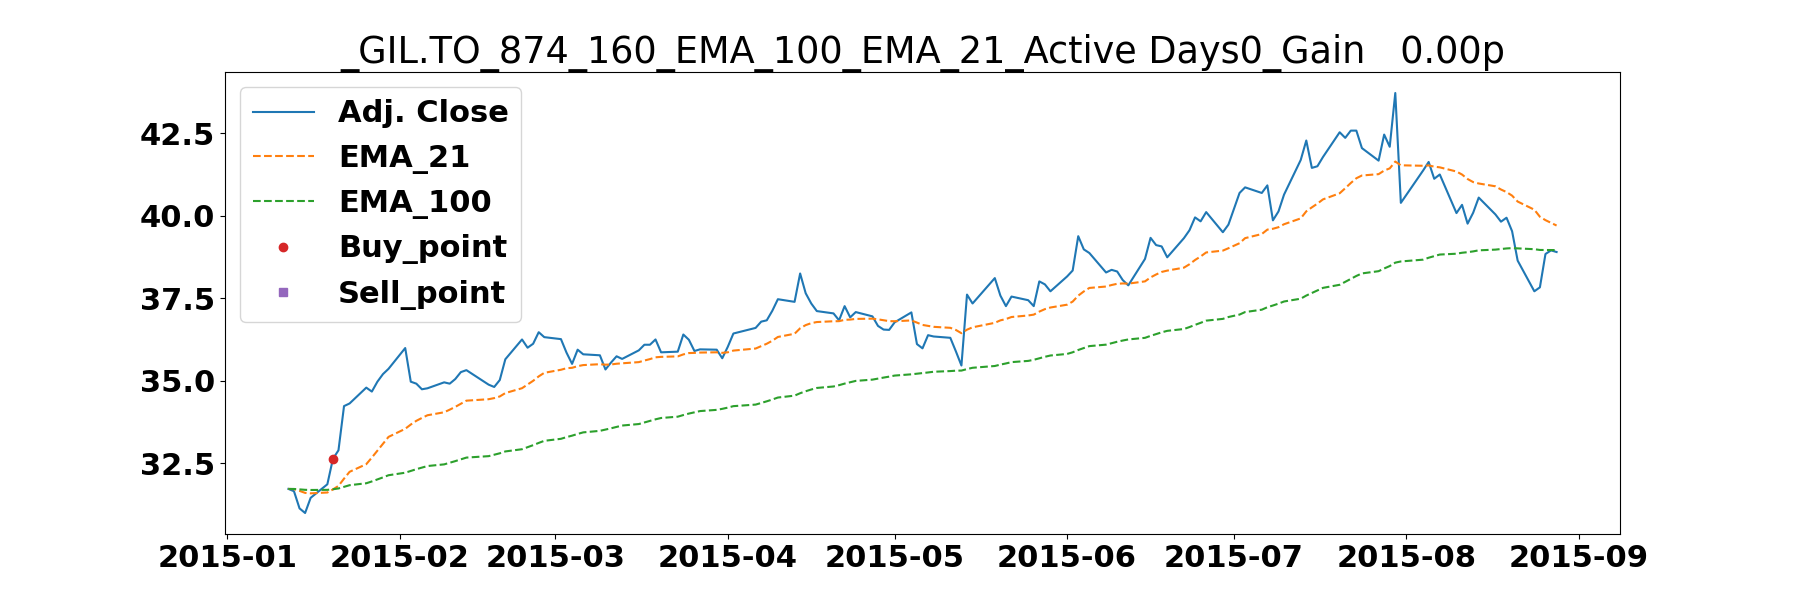 _GIL.TO_874_160_EMA_100_EMA_21_Active Days0_Gain   0.00p
Adj. Close
EMA_21
EMA_100
Buy_point
Sell_point
42.5
40.0
37.5
35.0
32.5
2015-01 2015-02 2015-03 2015-04 2015-05 2015-06 2015-07 2015-08 2015-09